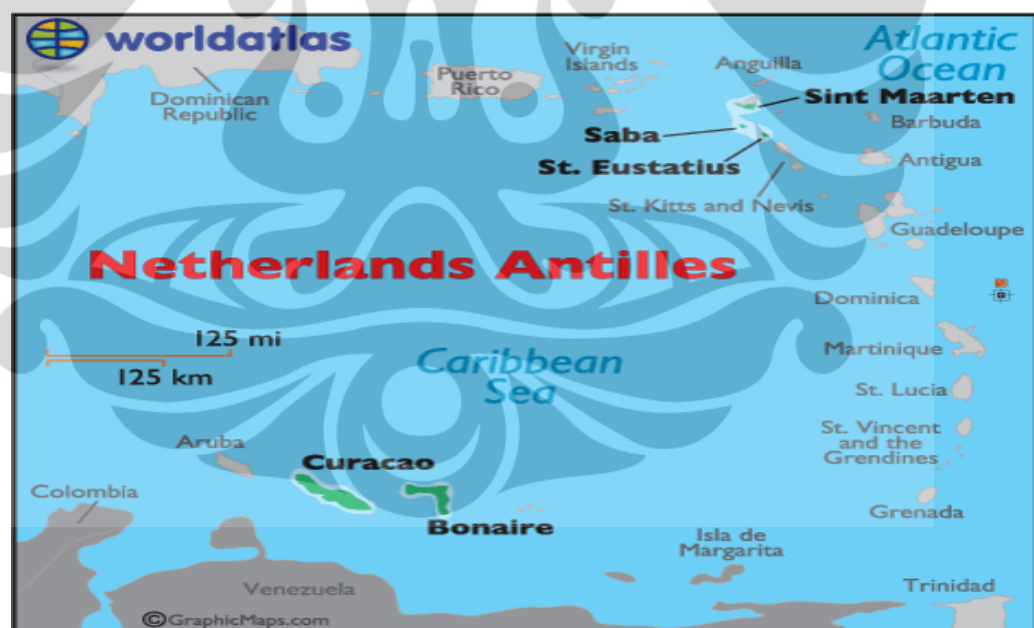 worldatlas
Atlantic
Ocean
Virgin
Islands
Anguilla
Puerto
Rico
Dominican
Republic
Sint Maarten
Barbuda
Saba
St. Eustatius
Antigua
St. Kitts and Nevis
Guadeloupe
Netherlands Antilles
Dominica
125 mi
125 km
Caribbean
Sea
Martinique
St. Lucia
St. Vincent
and the
Grendines
Aruba
Curacao
Colombia
Bonaire
Grenada
Isla de
Margarita
Venezuela
Trinidad
©GraphicMaps.com